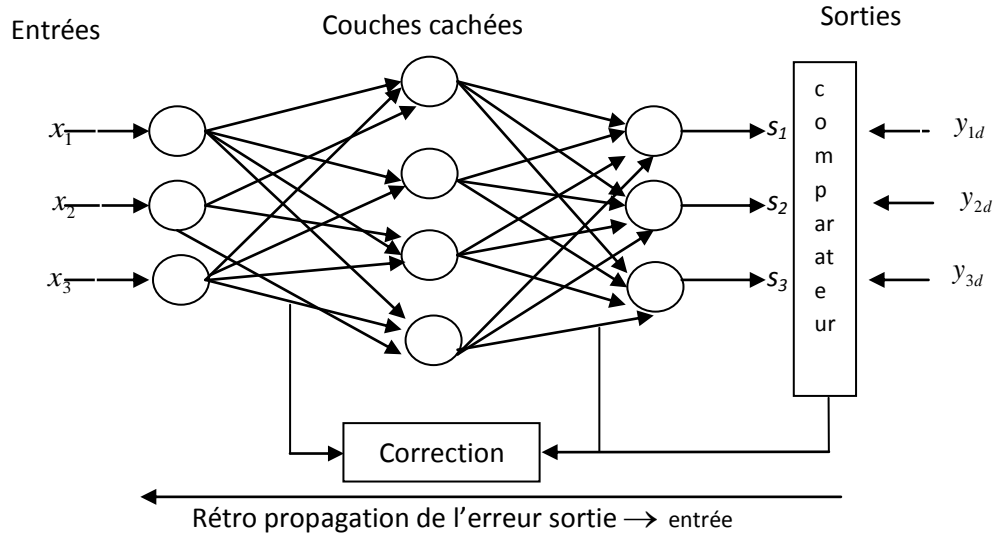 Entrées
Couches cachées
Sorties
x1
x2
x3
s1
s2
s3
c
o
m
p
ar
at
e
ur
y1d
y2d
y3d
Correction
Rétro propagation de l’erreur sortie → entrée